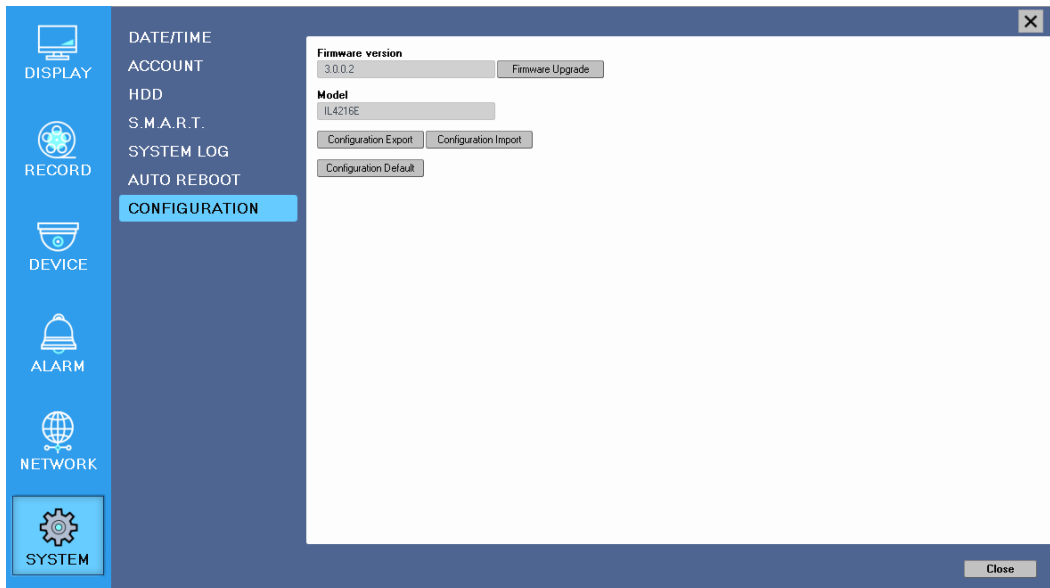 DISPLAY
RECORD
DEVICE
ALARM
NETWORK
SYSTEM
DATE/TIME
ACCOUNT
HDD
S.M.A.R.T.
SYSTEM LOG
AUTO REBOOT
CONFIGURATION
Firmware version
3.0.0.2 Firmware Upgrade
Model
IL4216E
Configuration Export Configuration Import
Configuration Default
Close